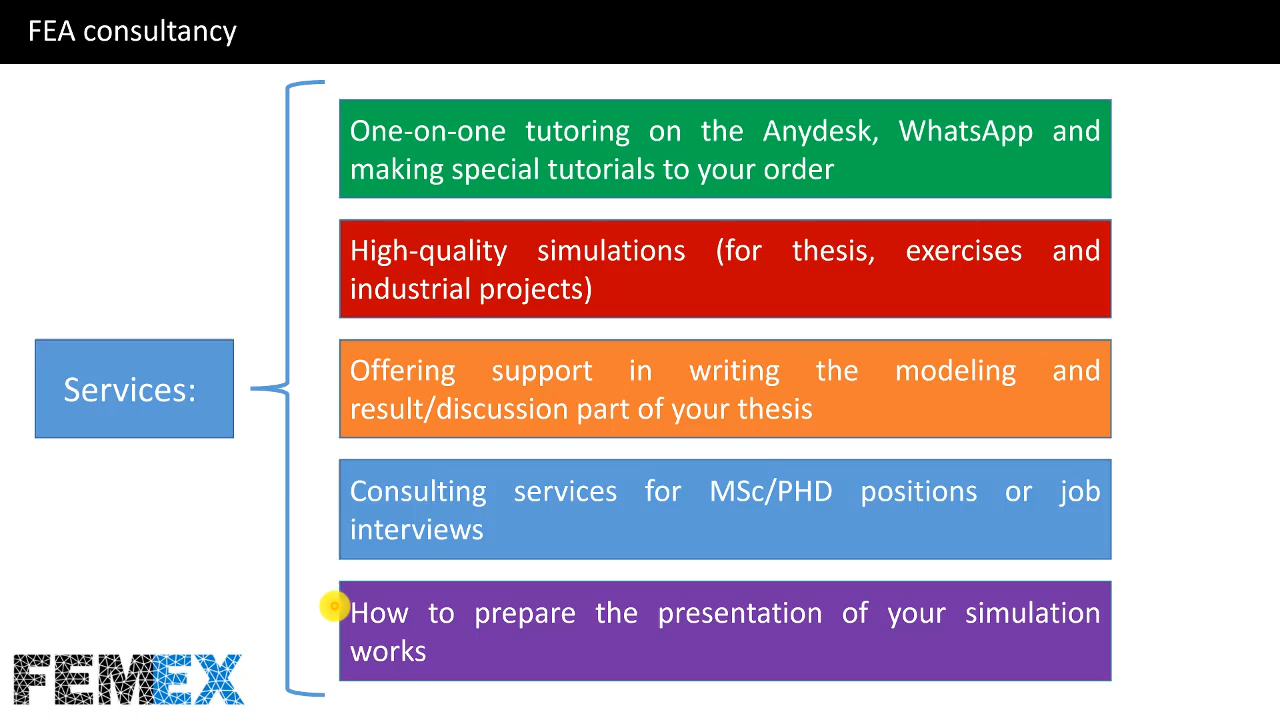 FEA consultancy
One-on-one tutoring on the Anydesk, WhatsApp and
making special tutorials to your order
High-quality simulations (for thesis, exercises and
industrial projects)
Services:
Offering support in writing the modeling and
result/discussion part of your thesis
Consulting services for MSc/PHD positions or job
interviews
How to prepare the presentation of your simulation
works
FEMEX